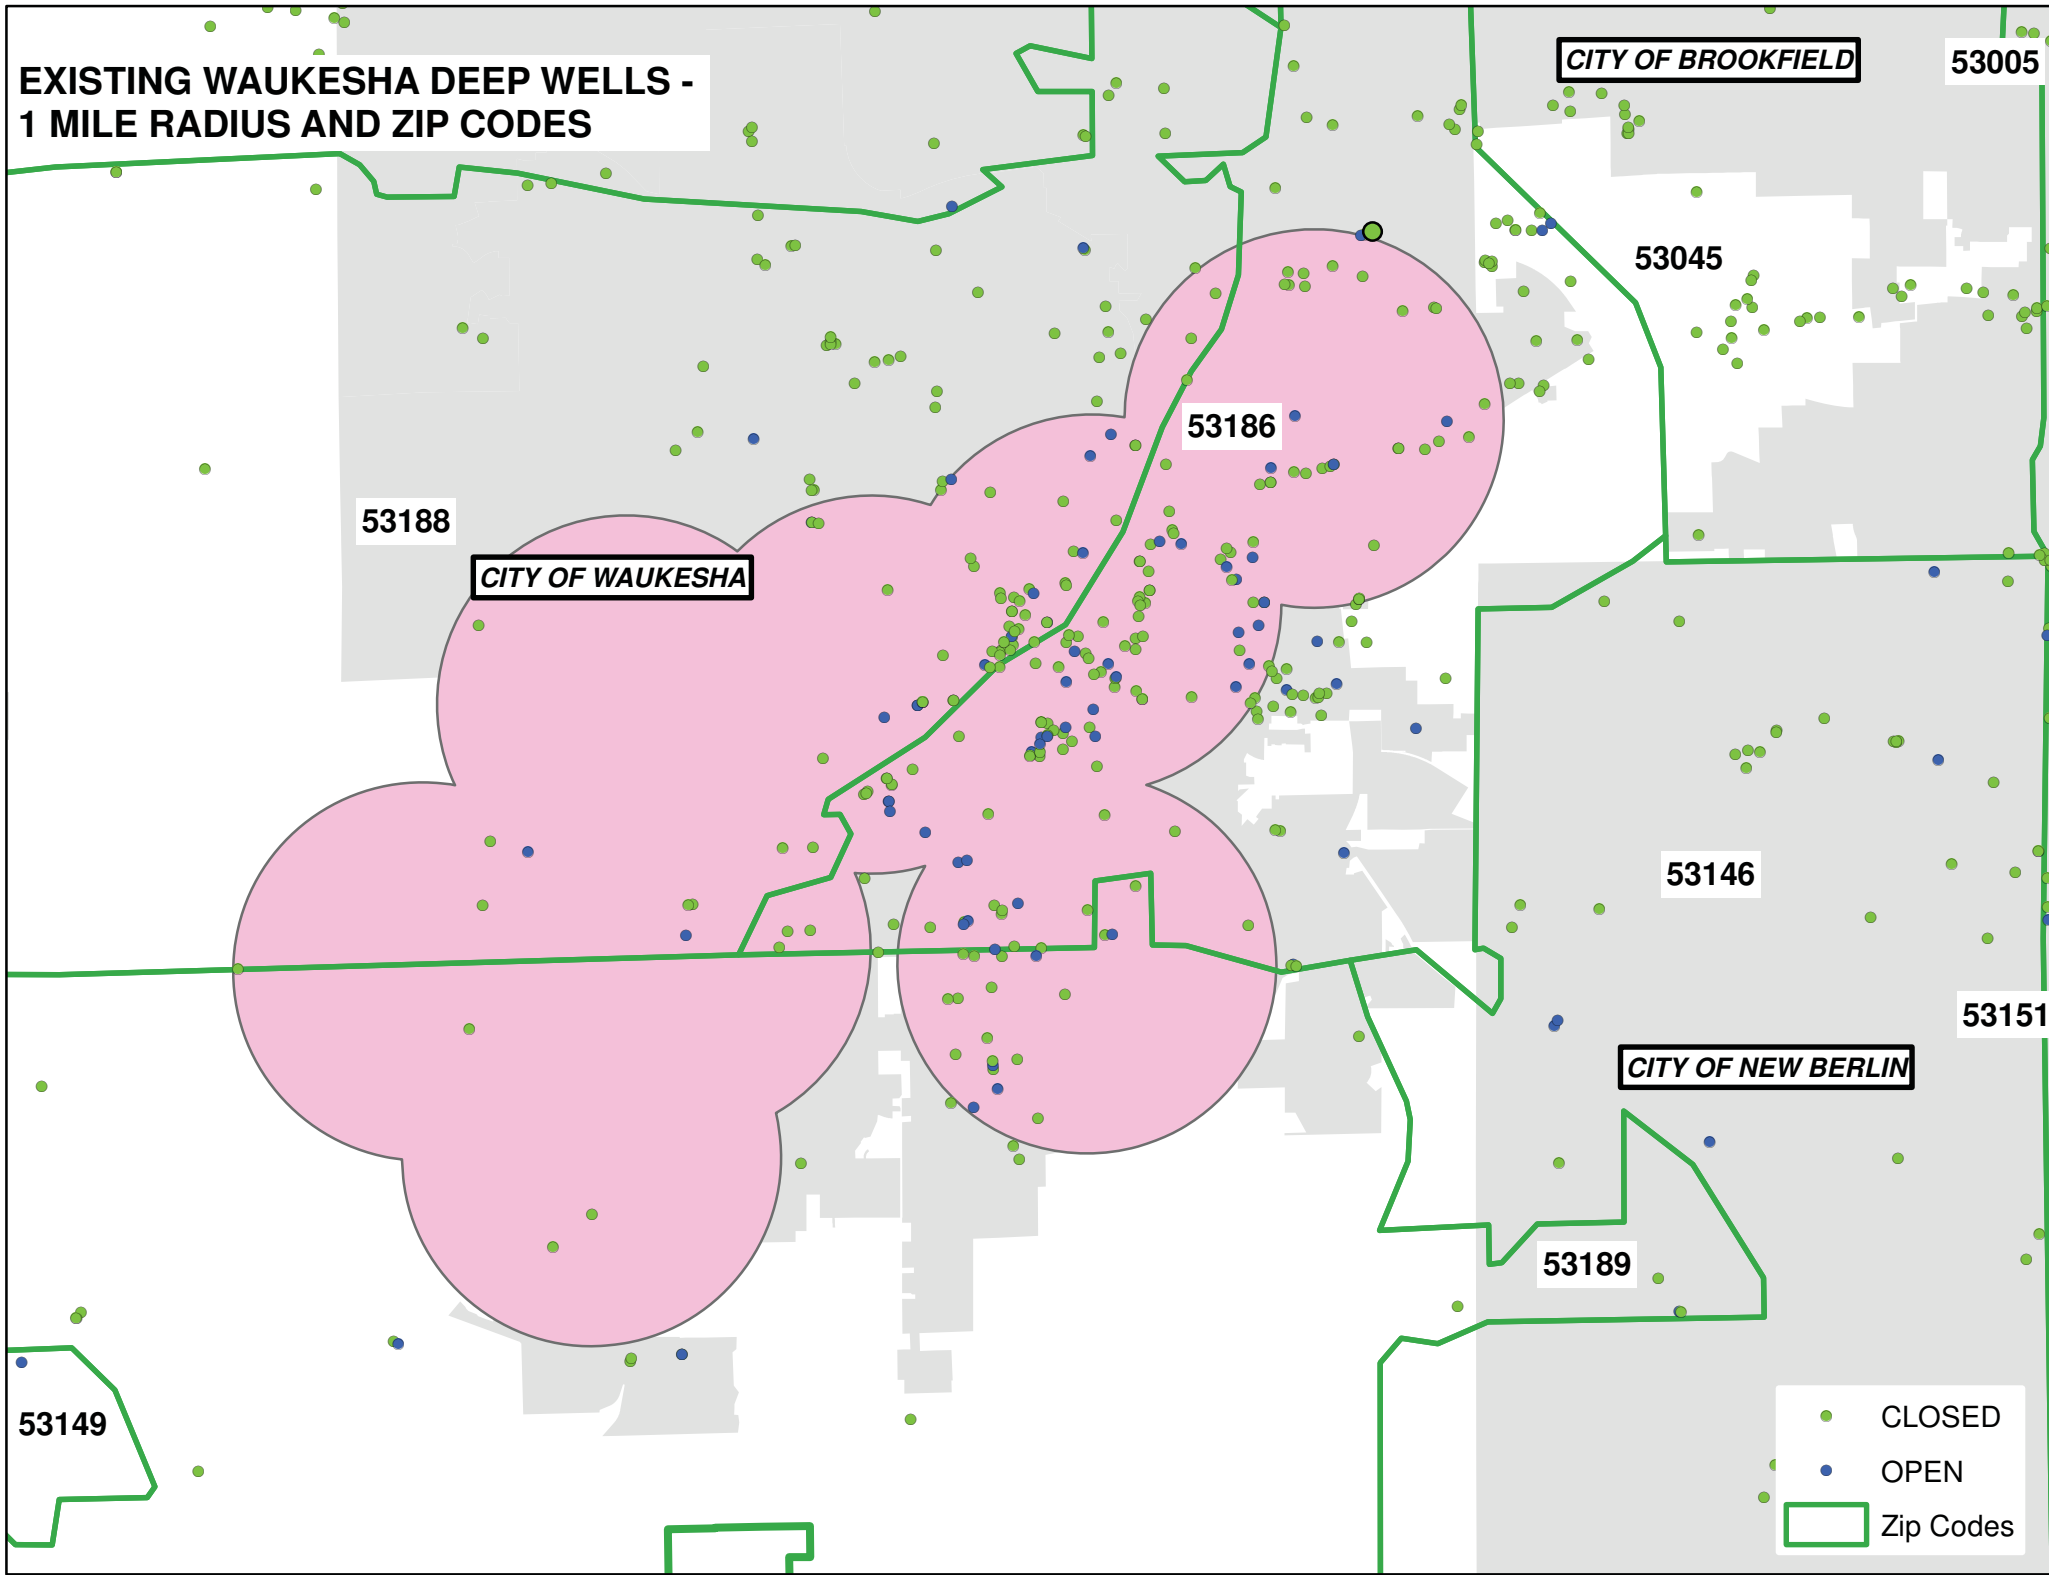 EXISTING WAUKESHA DEEP WELLS -
1 MILE RADIUS AND ZIP CODES
CITY OF BROOKFIELD
53005
53045
53186
53188
CITY OF WAUKESHA
53146
53151
CITY OF NEW BERLIN
53189
53149
CLOSED
OPEN
Zip Codes